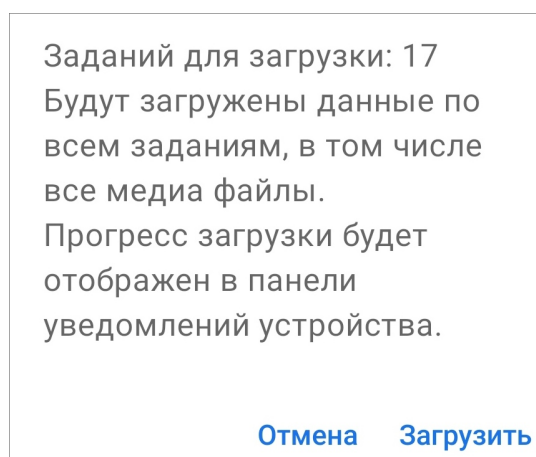 Заданий для загрузки: 17
Будут загружены данные по
всем заданиям, в том числе
все медиа файлы.
Прогресс загрузки будет
отображен в панели
уведомлений устройства.
Отмена Загрузить